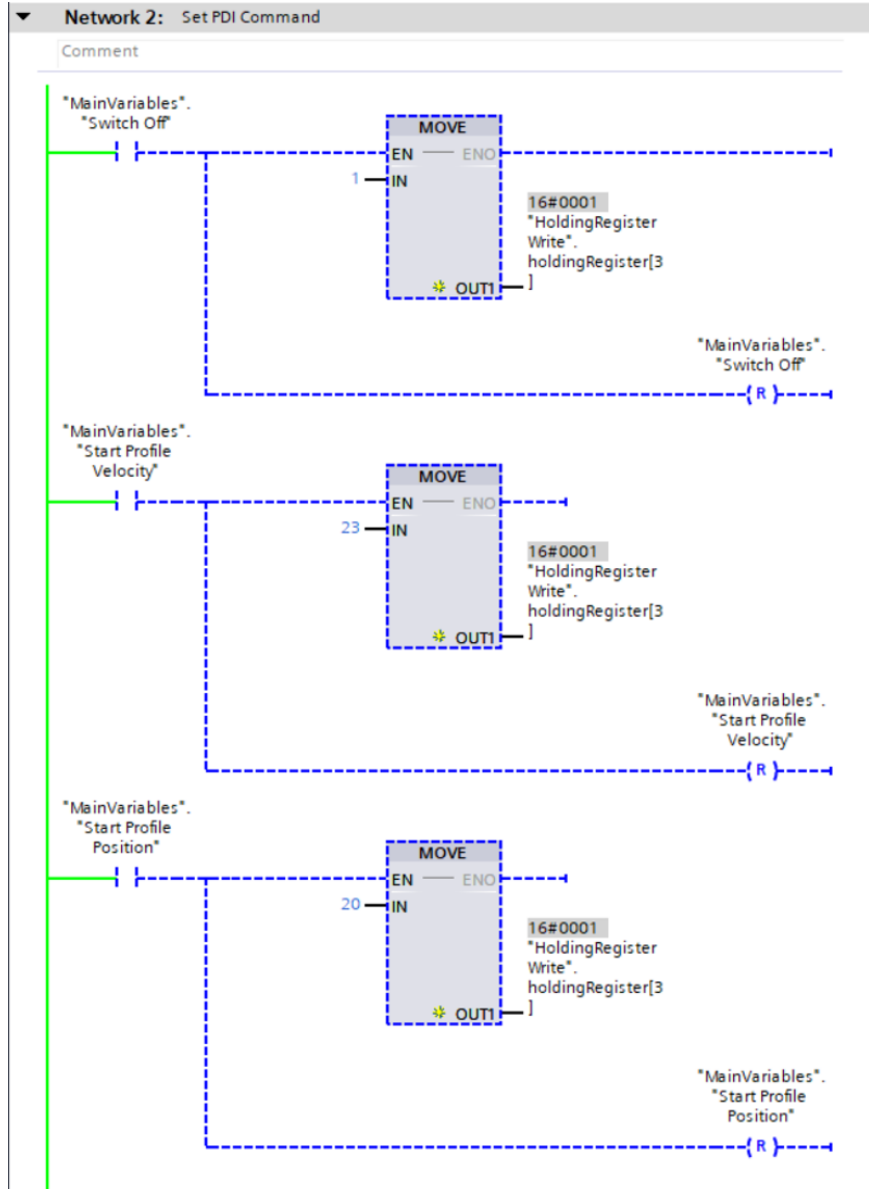 Network 2: Set PDI Command
Comment
"MainVariables".
"Switch Off"
MOVE
EN ENO
1 IN
16#0001
"HoldingRegister
Write".
holdingRegister[3
OUT1 ]
"MainVariables".
"Switch Off"
R
"MainVariables".
"Start Profile
Velocity"
MOVE
EN ENO
23 IN
16#0001
"HoldingRegister
Write".
holdingRegister[3
OUT1 ]
"MainVariables".
"Start Profile
Velocity"
R
"MainVariables".
"Start Profile
Position"
MOVE
EN ENO
20 IN
16#0001
"HoldingRegister
Write".
holdingRegister[3
OUT1 ]
"MainVariables".
"Start Profile
Position"
R